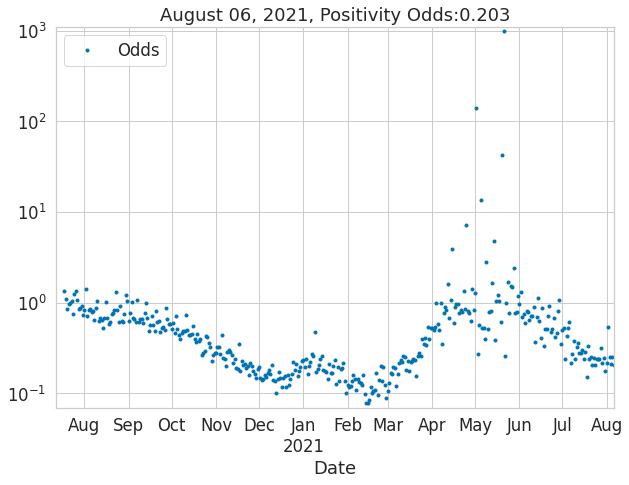 August 06, 2021, Positivity Odds:0.203
Odds
10³
10²
10¹
10⁰
10⁻¹
Aug Sep Oct Nov Dec Jan Feb Mar Apr May Jun Jul Aug
2021
Date